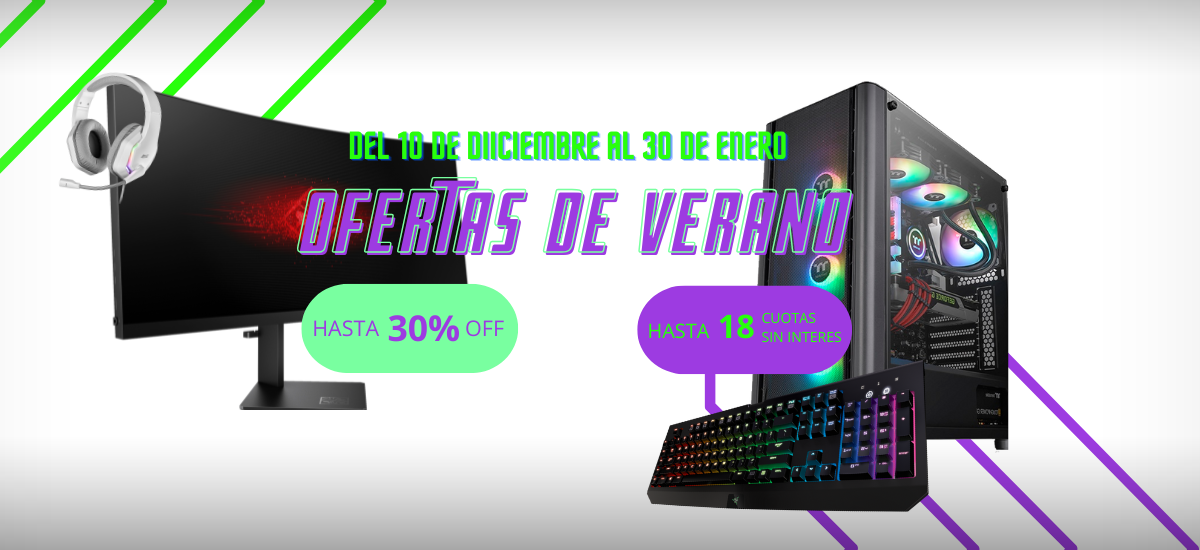 DEL 10 DE DIICIEMBRE AL 30 DE ENERO
OFERTAS DE VERANO
HASTA 30% OFF
HASTA 18 CUOTAS
SIN INTERES
GEFORCE